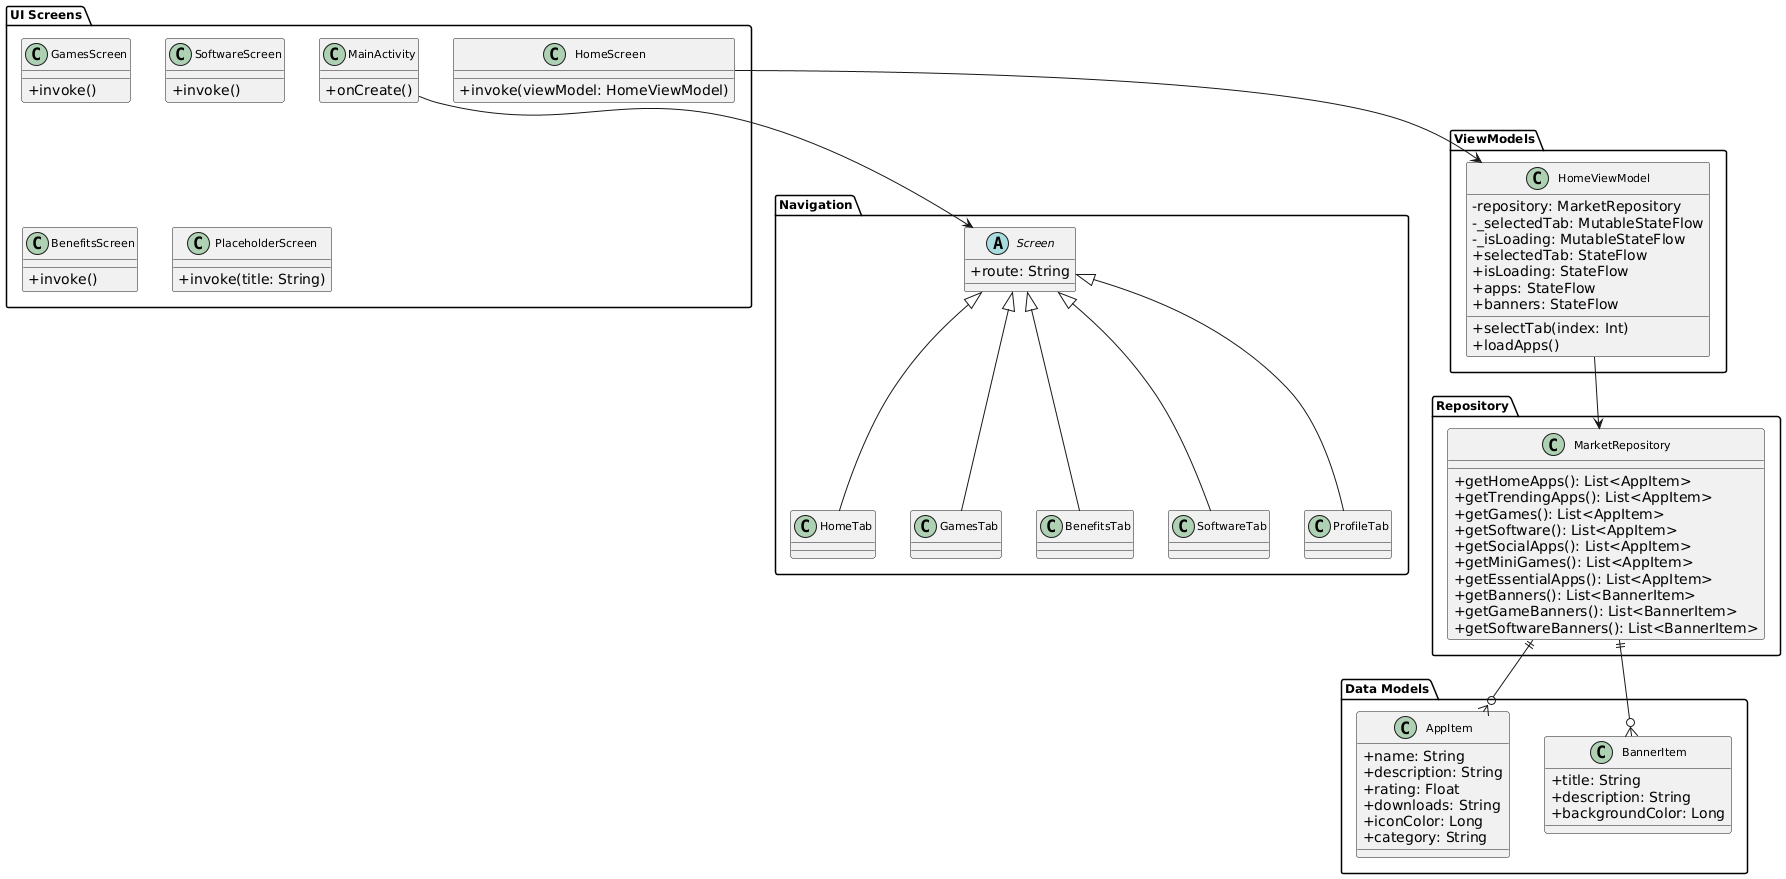 UI Screens
C GamesScreen
+invoke()
C SoftwareScreen
+invoke()
C MainActivity
+onCreate()
C HomeScreen
+invoke(viewModel: HomeViewModel)
C BenefitsScreen
+invoke()
C PlaceholderScreen
+invoke(title: String)
Navigation
A Screen
+route: String
C HomeTab
C GamesTab
C BenefitsTab
C SoftwareTab
C ProfileTab
ViewModels
C HomeViewModel
-repository: MarketRepository
-_selectedTab: MutableStateFlow
-_isLoading: MutableStateFlow
+selectedTab: StateFlow
+isLoading: StateFlow
+apps: StateFlow
+banners: StateFlow
+selectTab(index: Int)
+loadApps()
Repository
C MarketRepository
+getHomeApps(): List<AppItem>
+getTrendingApps(): List<AppItem>
+getGames(): List<AppItem>
+getSoftware(): List<AppItem>
+getSocialApps(): List<AppItem>
+getMiniGames(): List<AppItem>
+getEssentialApps(): List<AppItem>
+getBanners(): List<BannerItem>
+getGameBanners(): List<BannerItem>
+getSoftwareBanners(): List<BannerItem>
Data Models
C AppItem
+name: String
+description: String
+rating: Float
+downloads: String
+iconColor: Long
+category: String
C BannerItem
+title: String
+description: String
+backgroundColor: Long